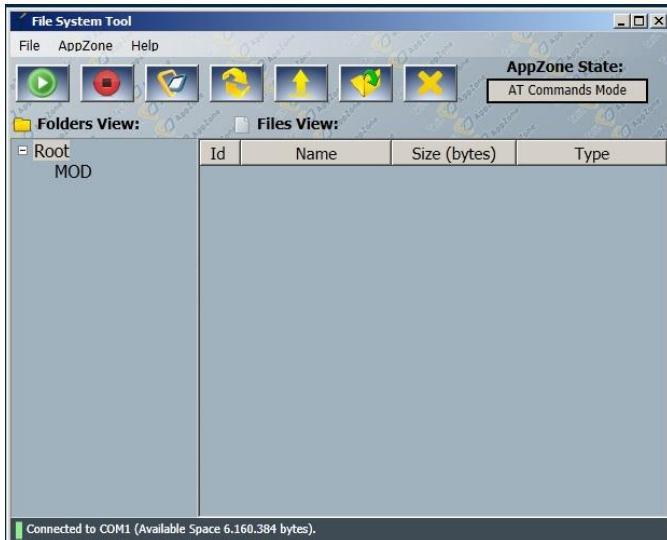 File System Tool
File AppZone Help
AppZone State:
AT Commands Mode
Folders View: Files View:
Root
MOD
Id Name Size (bytes) Type
Connected to COM1 (Available Space 6.160.384 bytes).